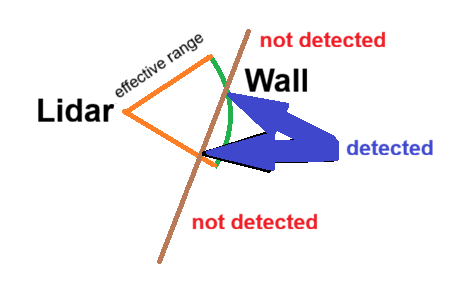 effective range
not detected
Wall
Lidar
detected
not detected